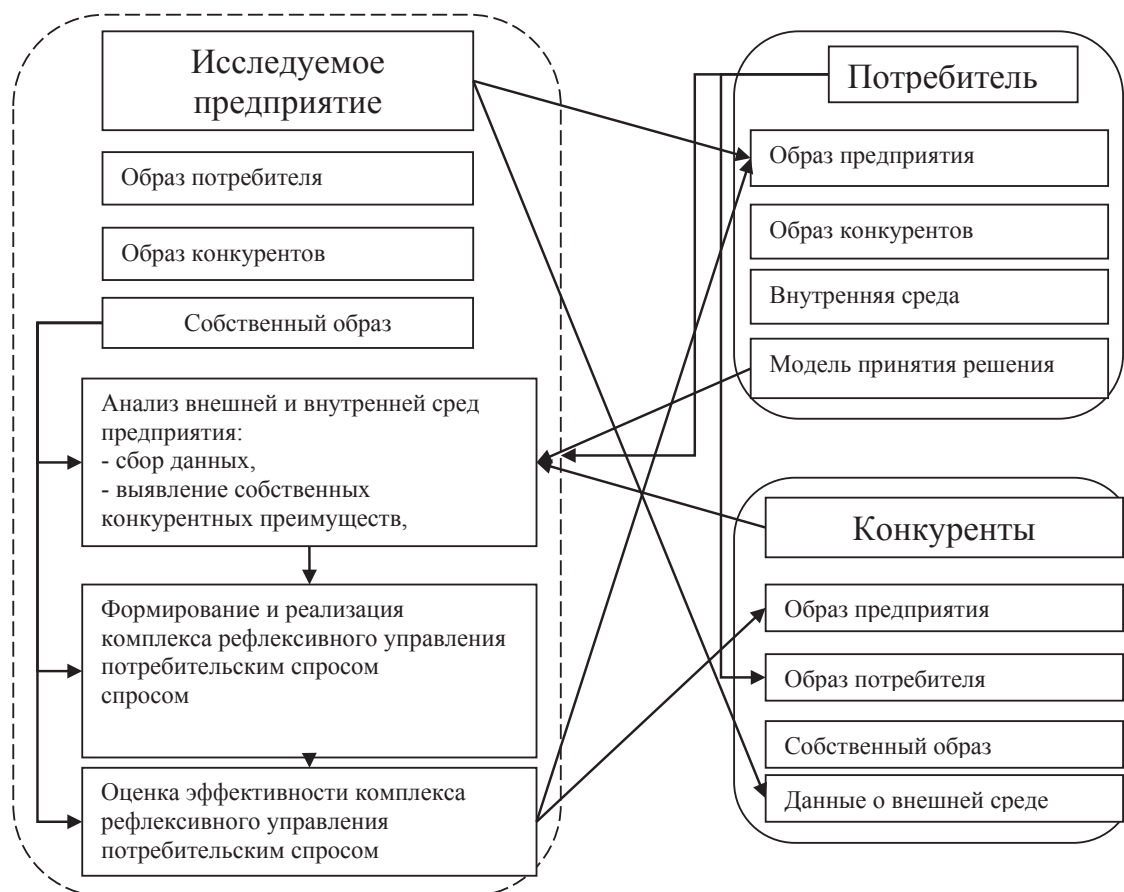 Исследуемое
предприятие
Образ потребителя
Образ конкурентов
Собственный образ
Анализ внешней и внутренней сред
предприятия:
- сбор данных,
- выявление собственных
конкурентных преимуществ,
Формирование и реализация
комплекса рефлексивного управления
потребительским спросом
спросом
Оценка эффективности комплекса
рефлексивного управления
потребительским спросом
Потребитель
Образ предприятия
Образ конкурентов
Внутренняя среда
Модель принятия решения
Конкуренты
Образ предприятия
Образ потребителя
Собственный образ
Данные о внешней среде